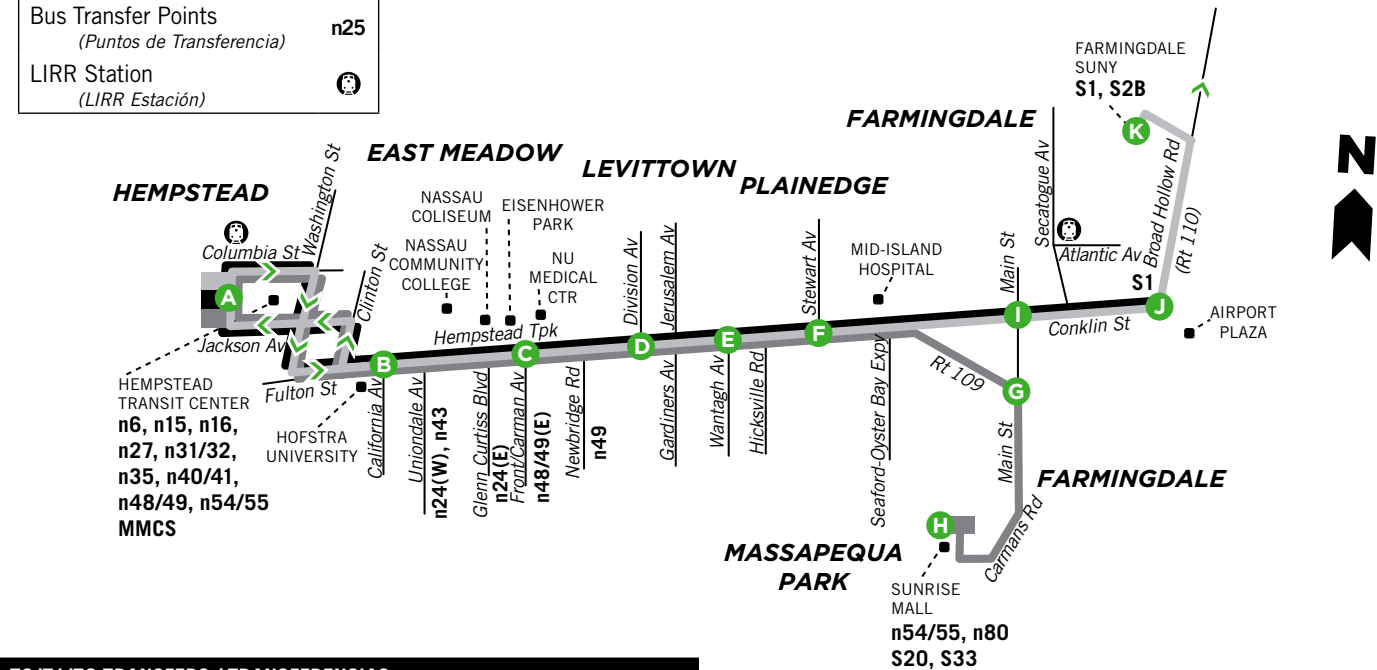 Bus Transfer Points
(Puntos de Transferencia)
n25
LIRR Station
(LIRR Estación)
FARMINGDALE
SUNY
S1, S2B
K
N
FARMINGDALE
EAST MEADOW
LEVITTOWN
PLAINEDGE
HEMPSTEAD
Washington St
Columbia St
A
Jackson Av
Clinton St
Fulton St
NASSAU
COLISEUM
EISENHOWER
PARK
NASSAU
COMMUNITY
COLLEGE
NU
MEDICAL
CTR
Hempstead Tpk
Division Av
Jerusalem Av
Stewart Av
MID-ISLAND
HOSPITAL
Main St
Secatogue Av
Atlantic Av
Broad Hollow Rd
(Rt 110)
S1
J
AIRPORT
PLAZA
Conklin St
B
C
D
E
F
I
Rt 109
G
HEMPSTEAD
TRANSIT CENTER
n6, n15, n16,
n27, n31/32,
n35, n40/41,
n48/49, n54/55
MMCS
HOFSTRA
UNIVERSITY
California Av
Uniondale Av
n24(W), n43
Glenn Curtiss Blvd
n24(E)
Front/Carman Av
n48/49(E)
Newbridge Rd
n49
Gardiners Av
Wantagh Av
Hicksville Rd
Seaford-Oyster Bay Expy
Main St
FARMINGDALE
Carmans Rd
H
MASSAPEQUA
PARK
SUNRISE
MALL
n54/55, n80
S20, S33